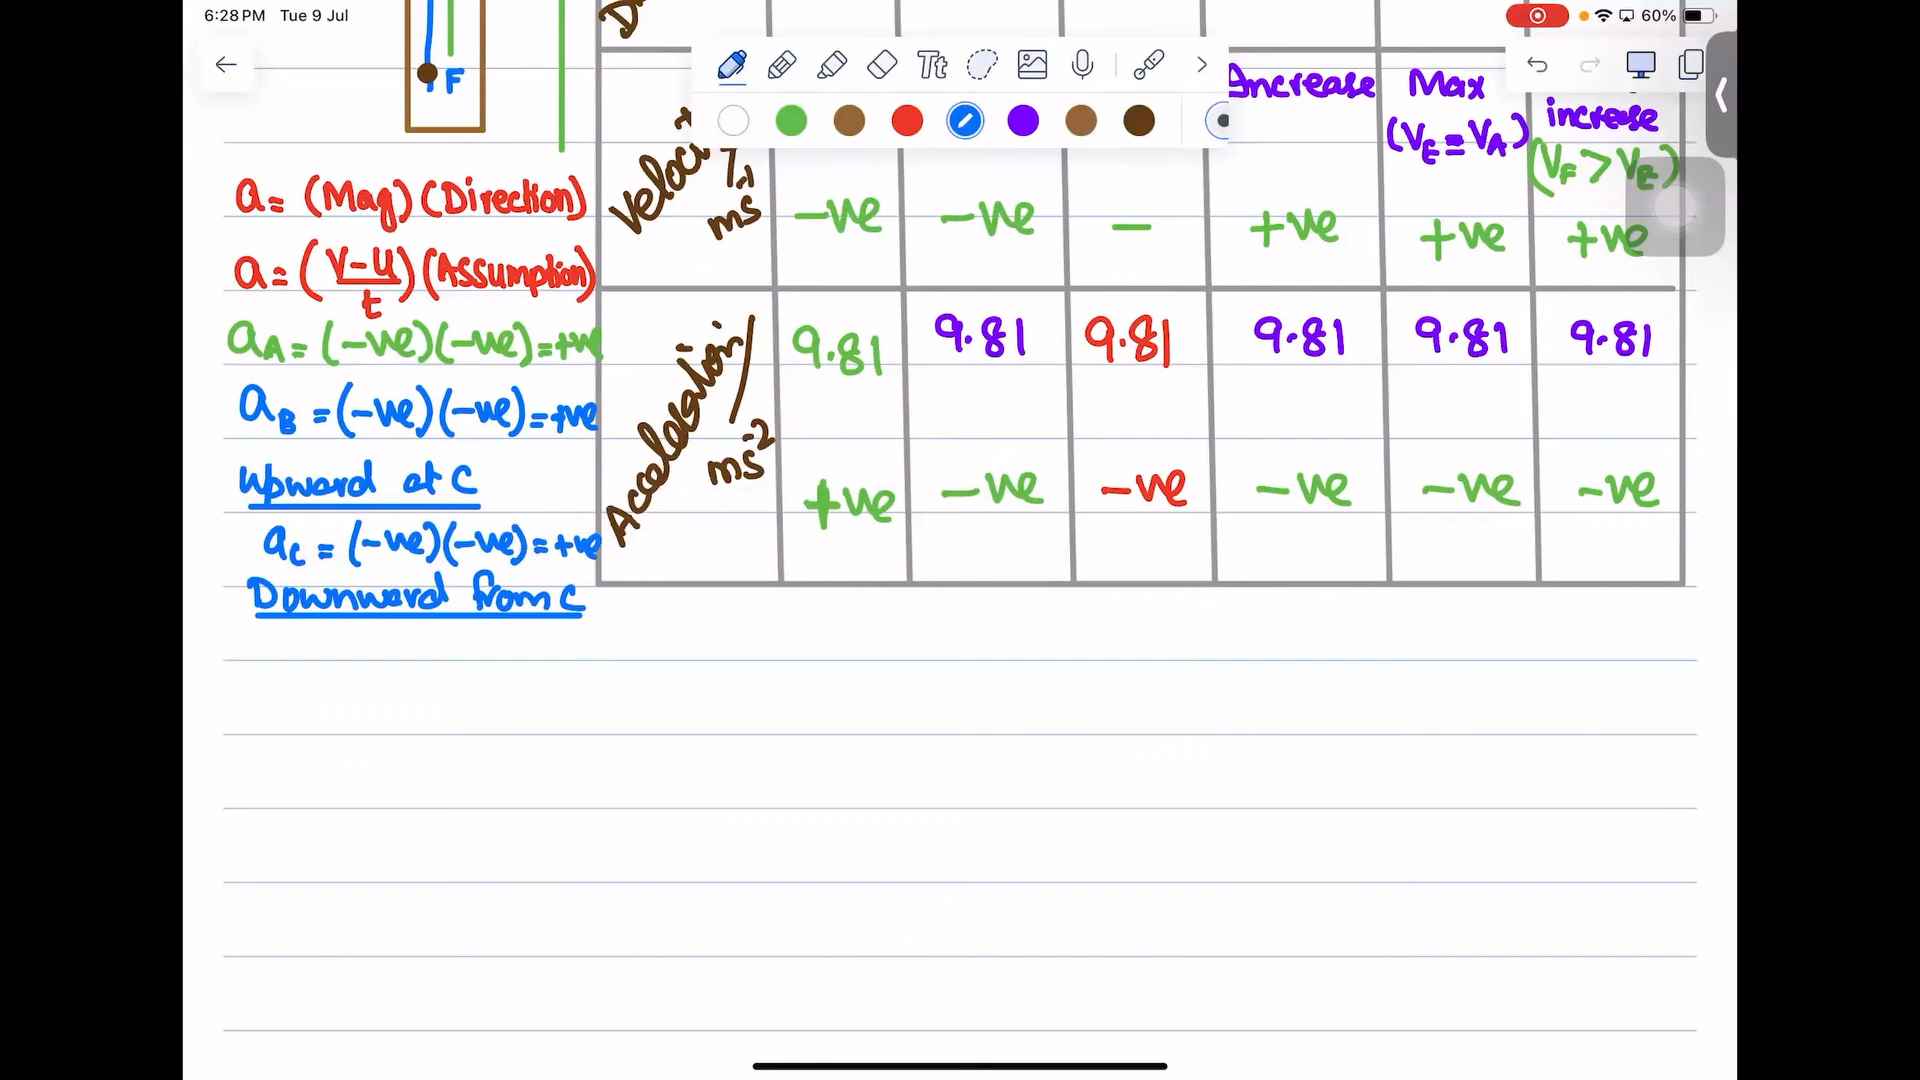 6:28 PM Tue 9 Jul
60%
Tt
F
Increase
Max
(VE = VA)
increase
(VF > VE)
ms-1
-ve -ve - +ve +ve +ve
a = (Mag) (Direction)
a = (v-u/t) (Assumption)
aA = (-ve)(-ve) = +ve
aB = (-ve)(-ve) = +ve
Upward at C
aC = (-ve)(-ve) = +ve
Downward from C
Acceleration/
ms-2
9.81 9.81 9.81 9.81 9.81 9.81
+ve -ve -ve -ve -ve -ve